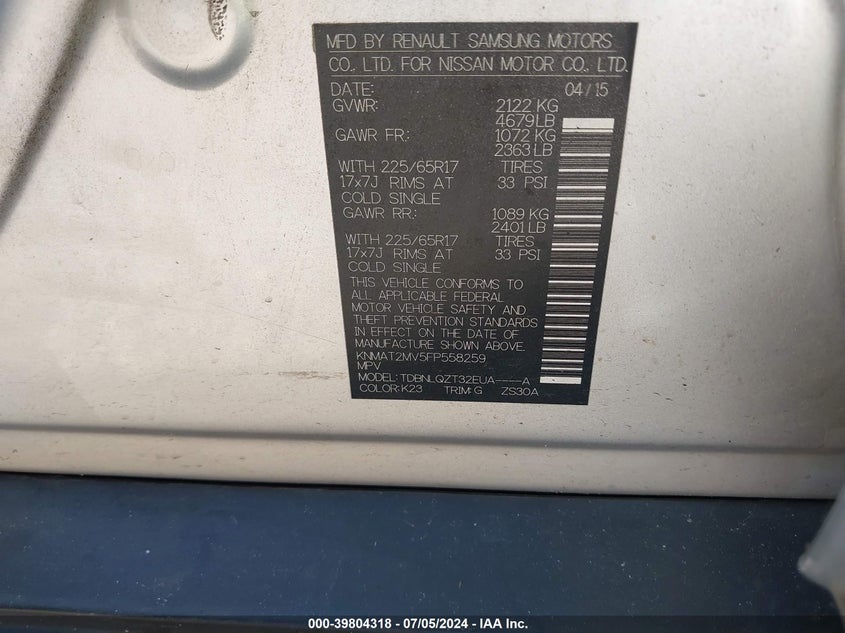 MFD BY RENAULT SAMSUNG MOTORS
CO., LTD. FOR NISSAN MOTOR CO., LTD.
DATE: 04/15
GVWR: 2122 KG
4679LB
GAWR FR.: 1072 KG
2363LB
WITH 225/65R17 TIRES
17x7J RIMS AT 33 PSI
COLD SINGLE
GAWR RR.: 1089 KG
2401LB
WITH 225/65R17 TIRES
17x7J RIMS AT 33 PSI
COLD SINGLE
THIS VEHICLE CONFORMS TO
ALL APPLICABLE FEDERAL
MOTOR VEHICLE SAFETY AND
THEFT PREVENTION STANDARDS
IN EFFECT ON THE DATE OF
MANUFACTURE SHOWN ABOVE.
KNMAT2MV5FP558259
MPV
MODEL: TDBNLQZT32EUA----A
COLOR:K23 TRIM:G ZS30A
000-39804318 - 07/05/2024 - STEMTN - IAA Inc.